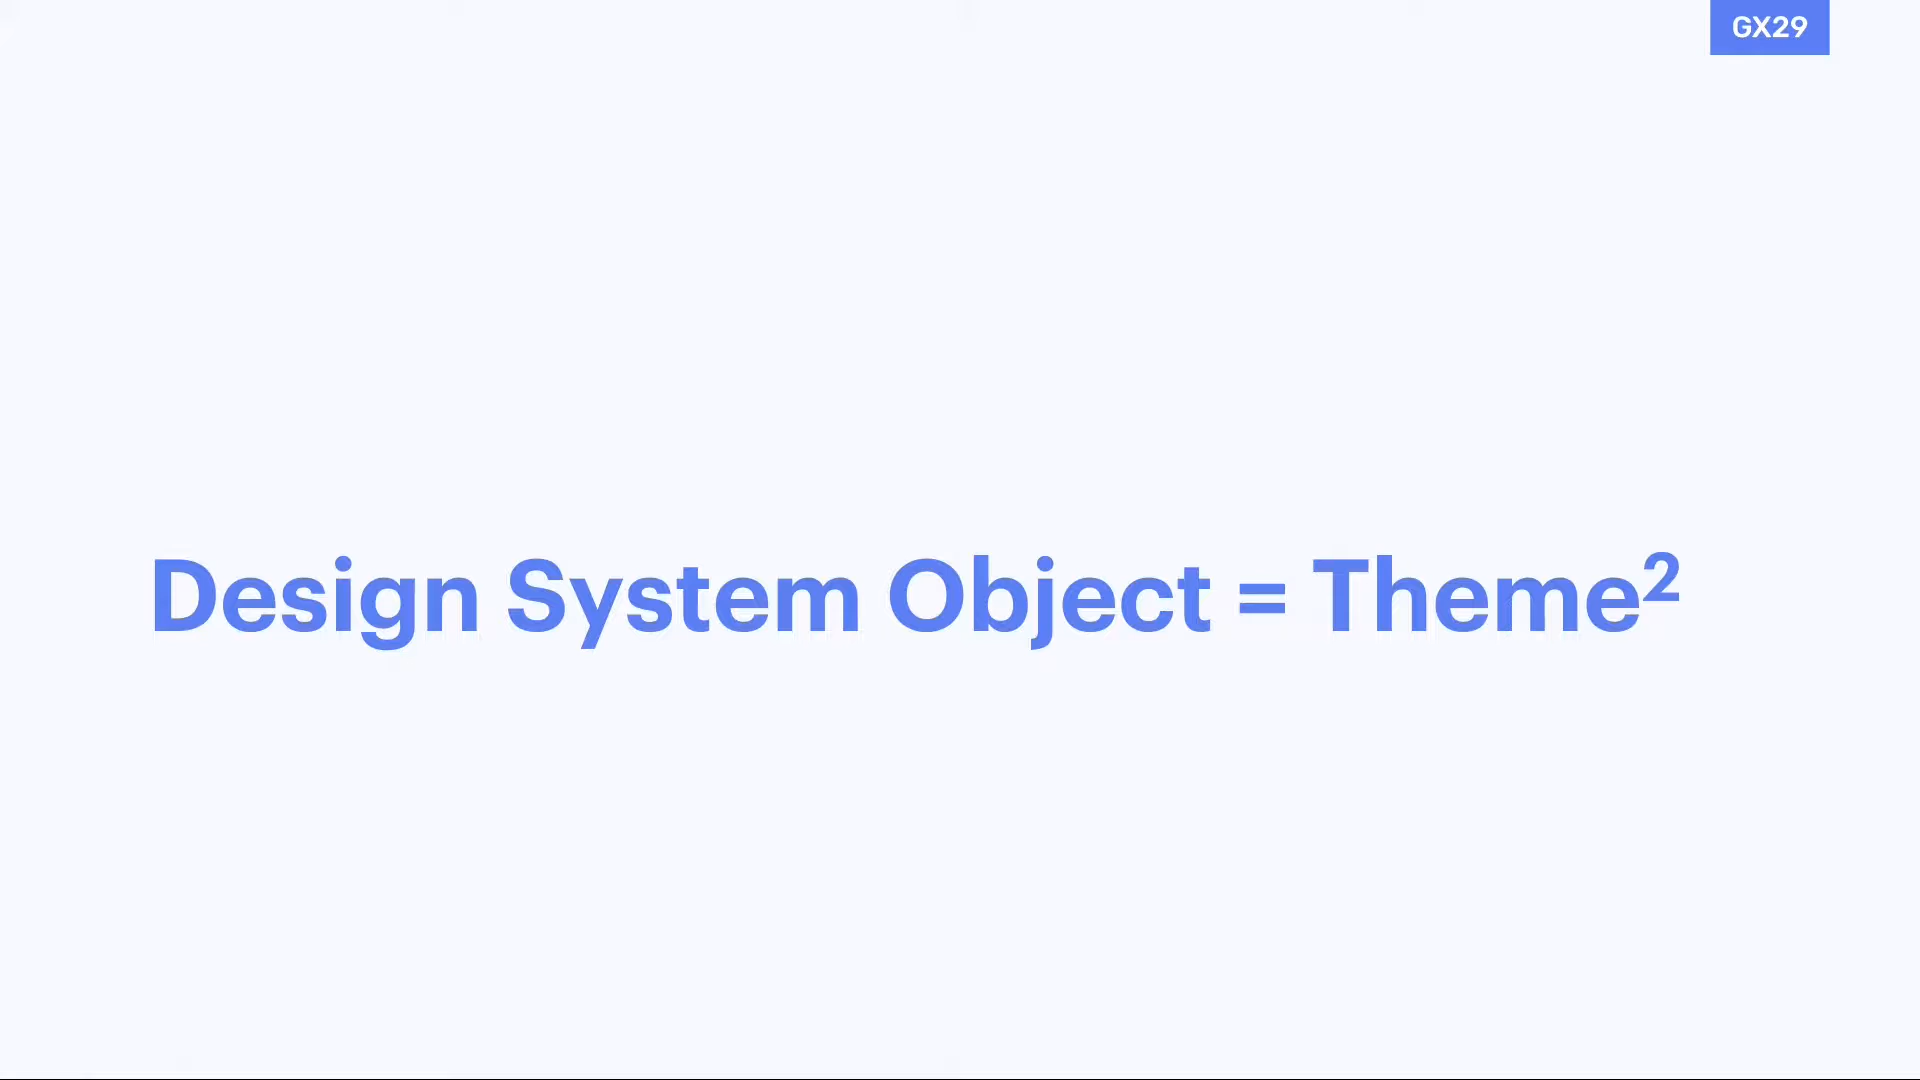 GX29
Design System Object = Theme²